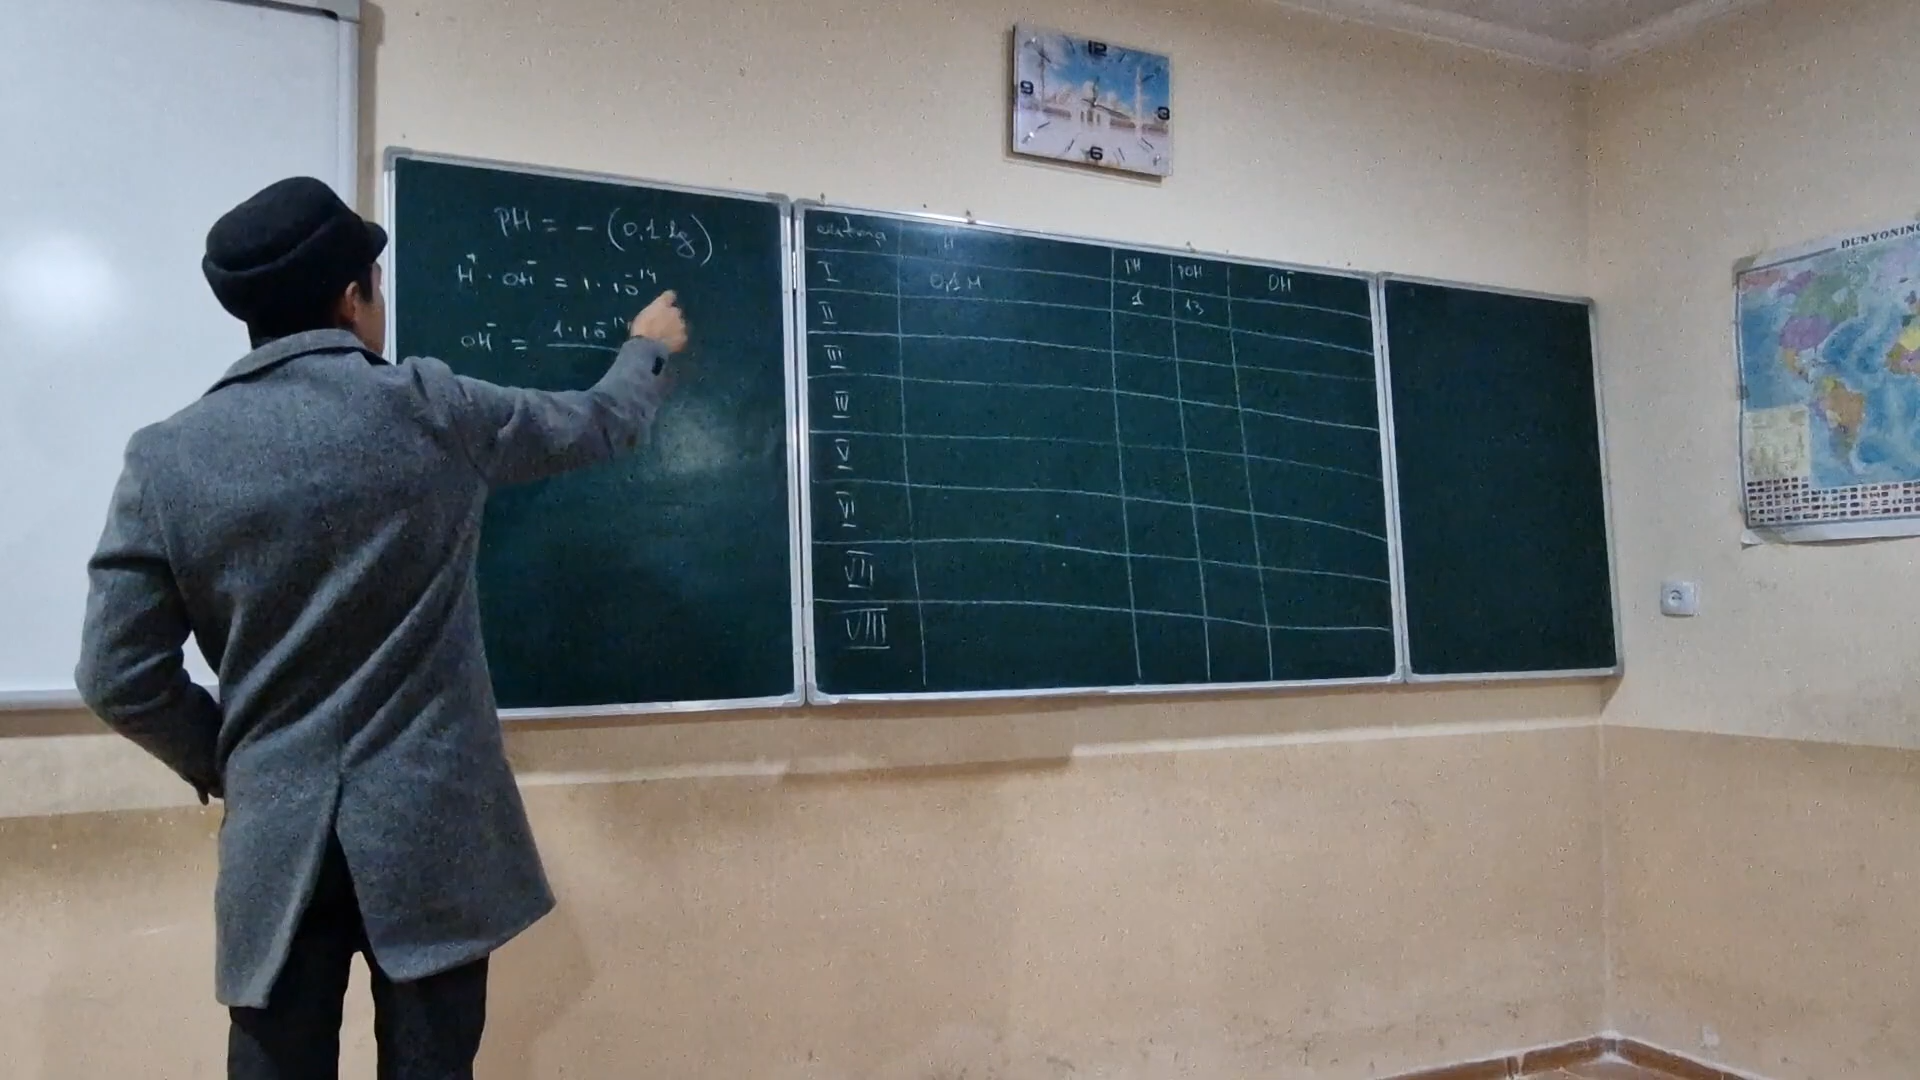 PH = - (0,1 lg)
H⁺ · OH⁻ = 1 · 10⁻¹⁴
OH⁻ = 1 · 10⁻¹
H
PH POH OH⁻
I 0,1 M 1 13
II
III
IV
V
VI
VII
VIII
12
9 3
6
DUNYONING